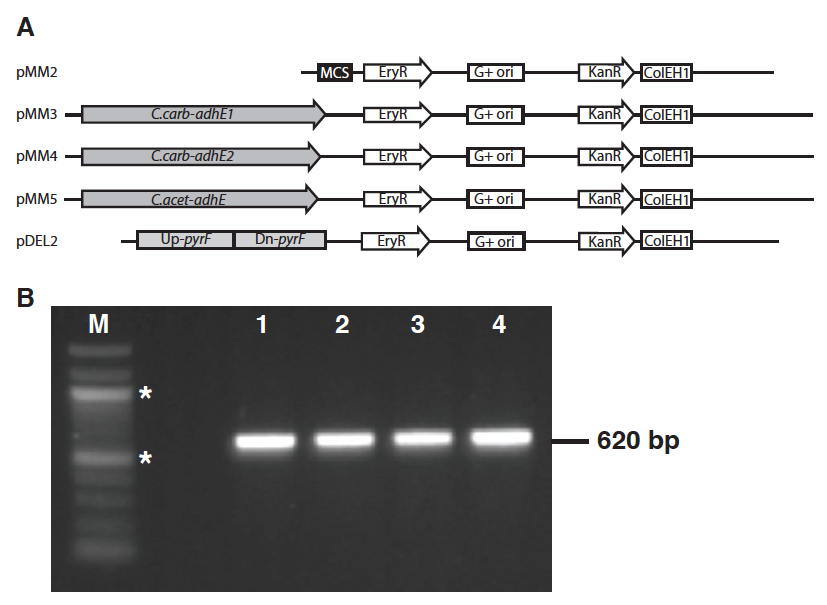 A
pMM2 MCS EryR G+ ori KanR ColEH1
pMM3 C.carb-adhE1 EryR G+ ori KanR ColEH1
pMM4 C.carb-adhE2 EryR G+ ori KanR ColEH1
pMM5 C.acet-adhE EryR G+ ori KanR ColEH1
pDEL2 Up-pyrF Dn-pyrF EryR G+ ori KanR ColEH1
B
M 1 2 3 4
*
620 bp
*